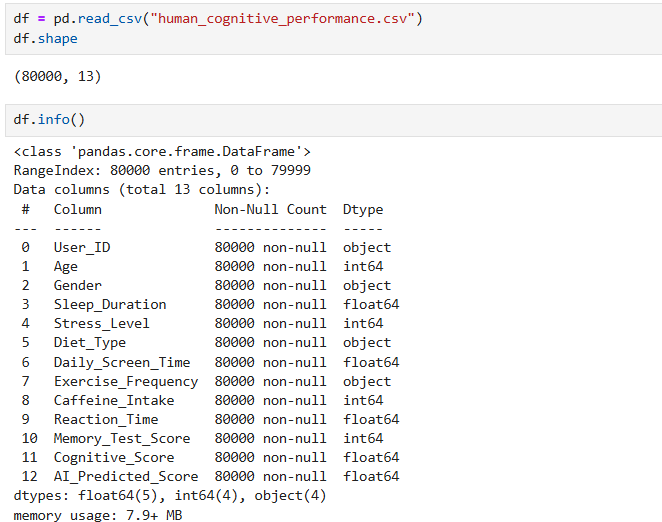 df = pd.read_csv("human_cognitive_performance.csv")
df.shape
(80000, 13)
df.info()
<class 'pandas.core.frame.DataFrame'>
RangeIndex: 80000 entries, 0 to 79999
Data columns (total 13 columns):
 #   Column              Non-Null Count  Dtype
---  ------              --------------  -----
 0   User_ID             80000 non-null  object
 1   Age                 80000 non-null  int64
 2   Gender              80000 non-null  object
 3   Sleep_Duration      80000 non-null  float64
 4   Stress_Level        80000 non-null  int64
 5   Diet_Type           80000 non-null  object
 6   Daily_Screen_Time   80000 non-null  float64
 7   Exercise_Frequency  80000 non-null  object
 8   Caffeine_Intake     80000 non-null  int64
 9   Reaction_Time       80000 non-null  float64
 10  Memory_Test_Score   80000 non-null  int64
 11  Cognitive_Score     80000 non-null  float64
 12  AI_Predicted_Score  80000 non-null  float64
dtypes: float64(5), int64(4), object(4)
memory usage: 7.9+ MB